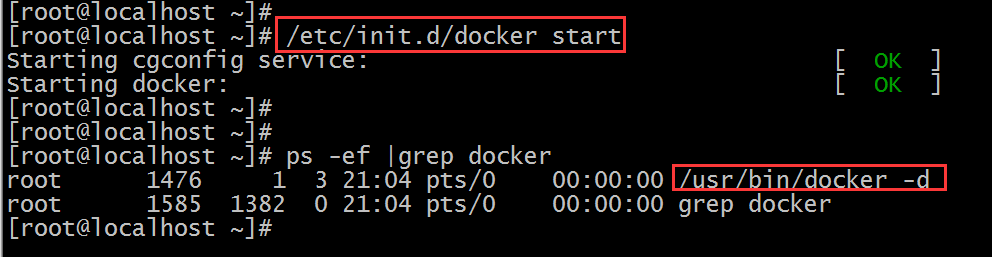 [root@localhost ~]#
[root@localhost ~]# /etc/init.d/docker start
Starting cgconfig service:                                 [  OK  ]
Starting docker:                                           [  OK  ]
[root@localhost ~]#
[root@localhost ~]#
[root@localhost ~]# ps -ef |grep docker
root      1476     1  3 21:04 pts/0    00:00:00 /usr/bin/docker -d
root      1585  1382  0 21:04 pts/0    00:00:00 grep docker
[root@localhost ~]#